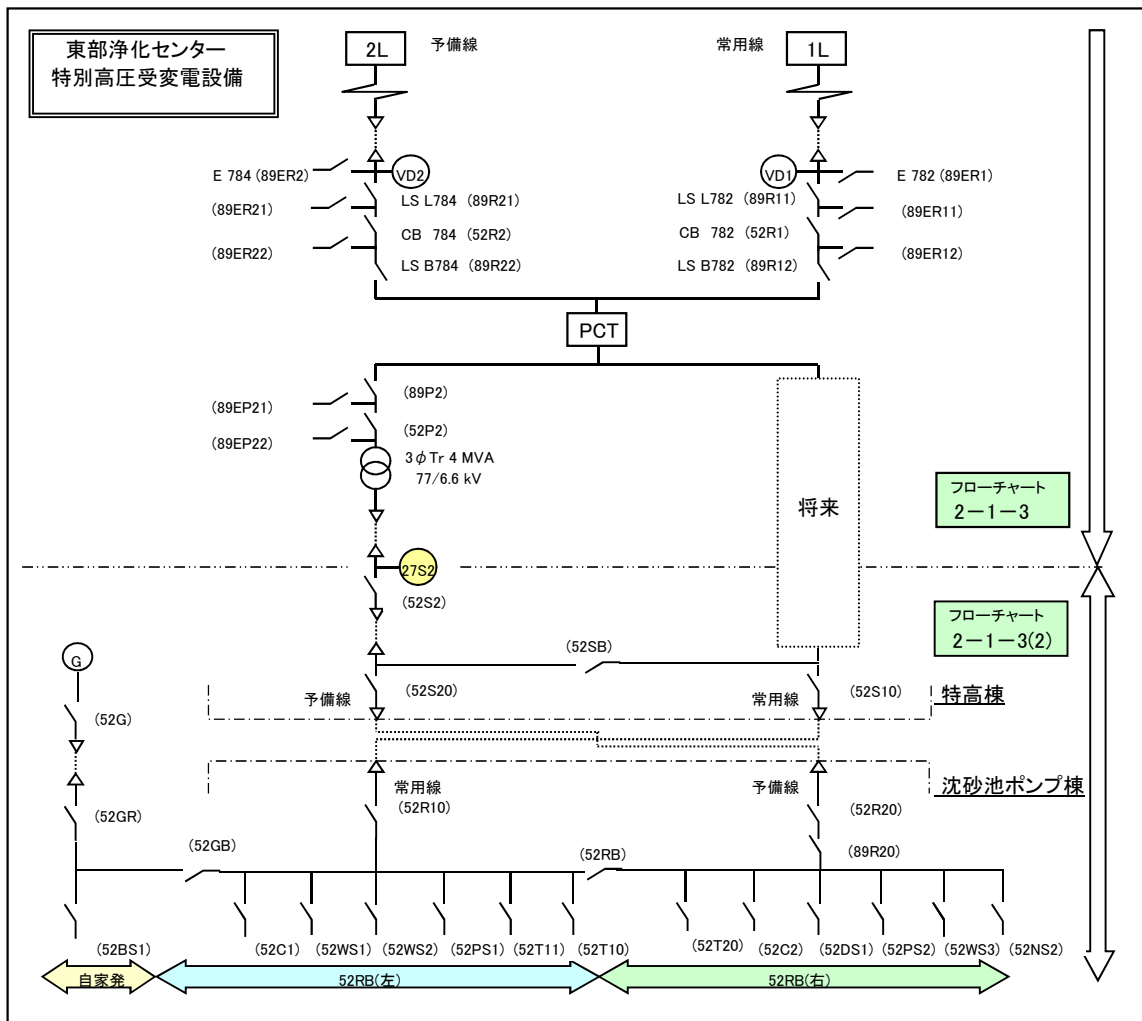 東部浄化センター
特別高圧受変電設備
2L
予備線
常用線
1L
E 784 (89ER2)
VD2
VD1
E 782 (89ER1)
(89ER21)
LS L784 (89R21)
LS L782 (89R11)
(89ER11)
(89ER22)
CB 784 (52R2)
CB 782 (52R1)
(89ER12)
LS B784 (89R22)
LS B782 (89R12)
PCT
(89P2)
(89EP21)
(52P2)
(89EP22)
3φTr 4 MVA
77/6.6 kV
将来
フローチャート
2－1－3
27S2
(52S2)
フローチャート
2－1－3(2)
G
(52SB)
予備線
(52S20)
常用線
(52S10)
特高棟
(52G)
沈砂池ポンプ棟
常用線
予備線
(52GR)
(52R10)
(52R20)
(52GB)
(52RB)
(89R20)
(52BS1)
(52C1)
(52WS1)
(52WS2)
(52PS1)
(52T11)
(52T10)
(52T20)
(52C2)
(52DS1)
(52PS2)
(52WS3)
(52NS2)
自家発
52RB(左)
52RB(右)